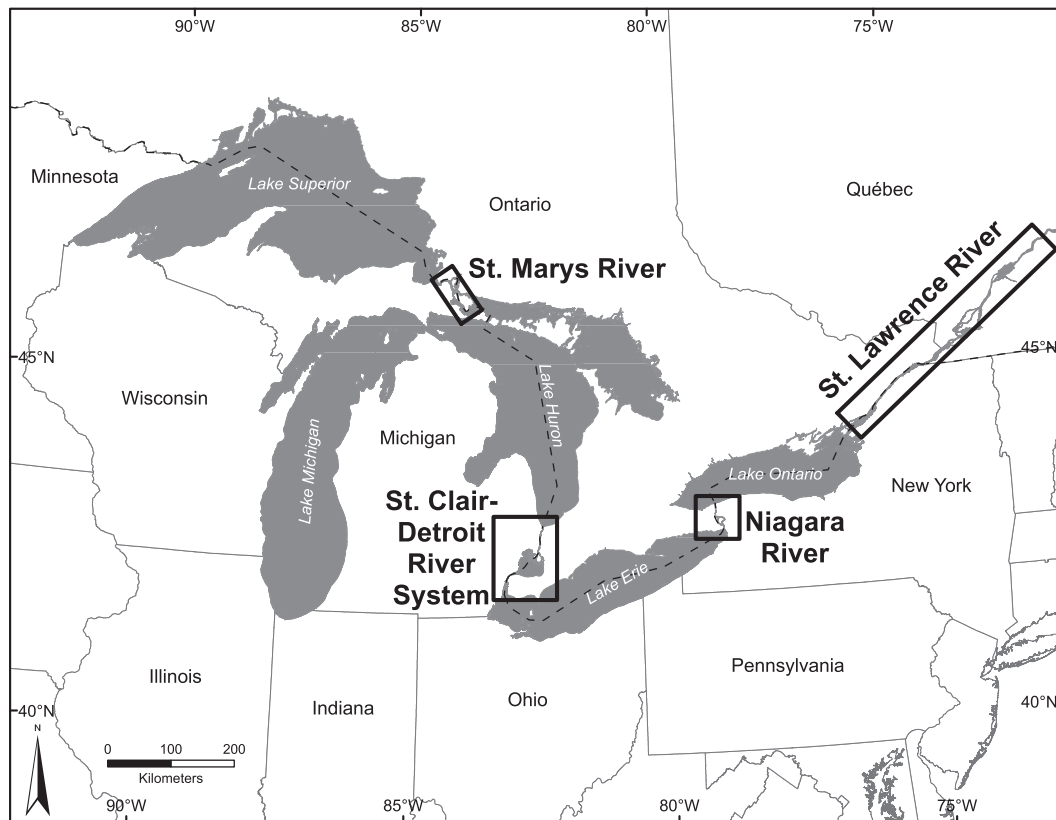 90°W
85°W
80°W
75°W
Minnesota
Lake Superior
Ontario
Québec
St. Marys River
St. Lawrence River
45°N
45°N
Wisconsin
Michigan
Lake Huron
Lake Michigan
Lake Ontario
New York
St. Clair-
Detroit
River
System
Niagara
River
Lake Erie
Pennsylvania
Illinois
Indiana
Ohio
40°N
40°N
N
0 100 200
Kilometers
90°W
85°W
80°W
75°W